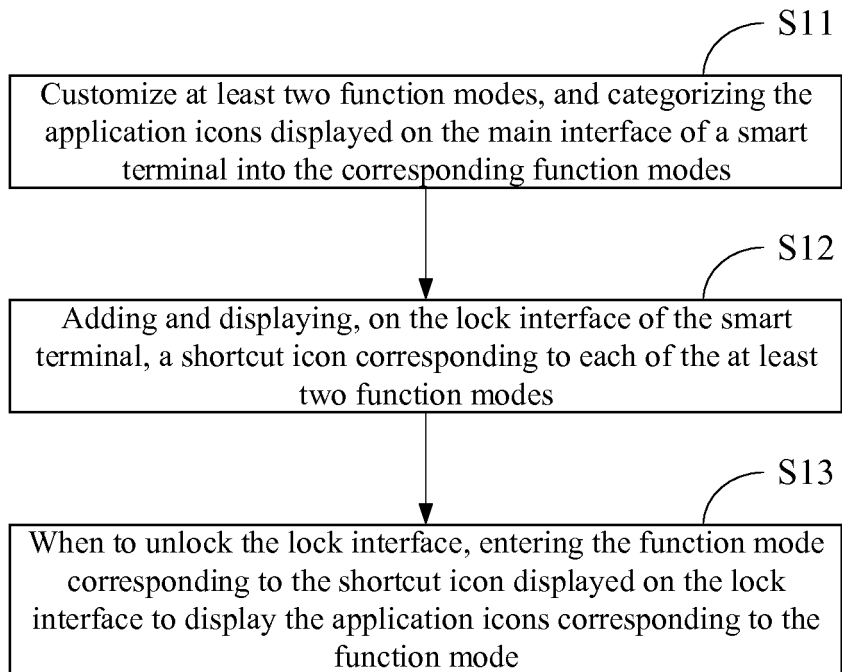 S11
Customize at least two function modes, and categorizing the
application icons displayed on the main interface of a smart
terminal into the corresponding function modes
S12
Adding and displaying, on the lock interface of the smart
terminal, a shortcut icon corresponding to each of the at least
two function modes
S13
When to unlock the lock interface, entering the function mode
corresponding to the shortcut icon displayed on the lock
interface to display the application icons corresponding to the
function mode